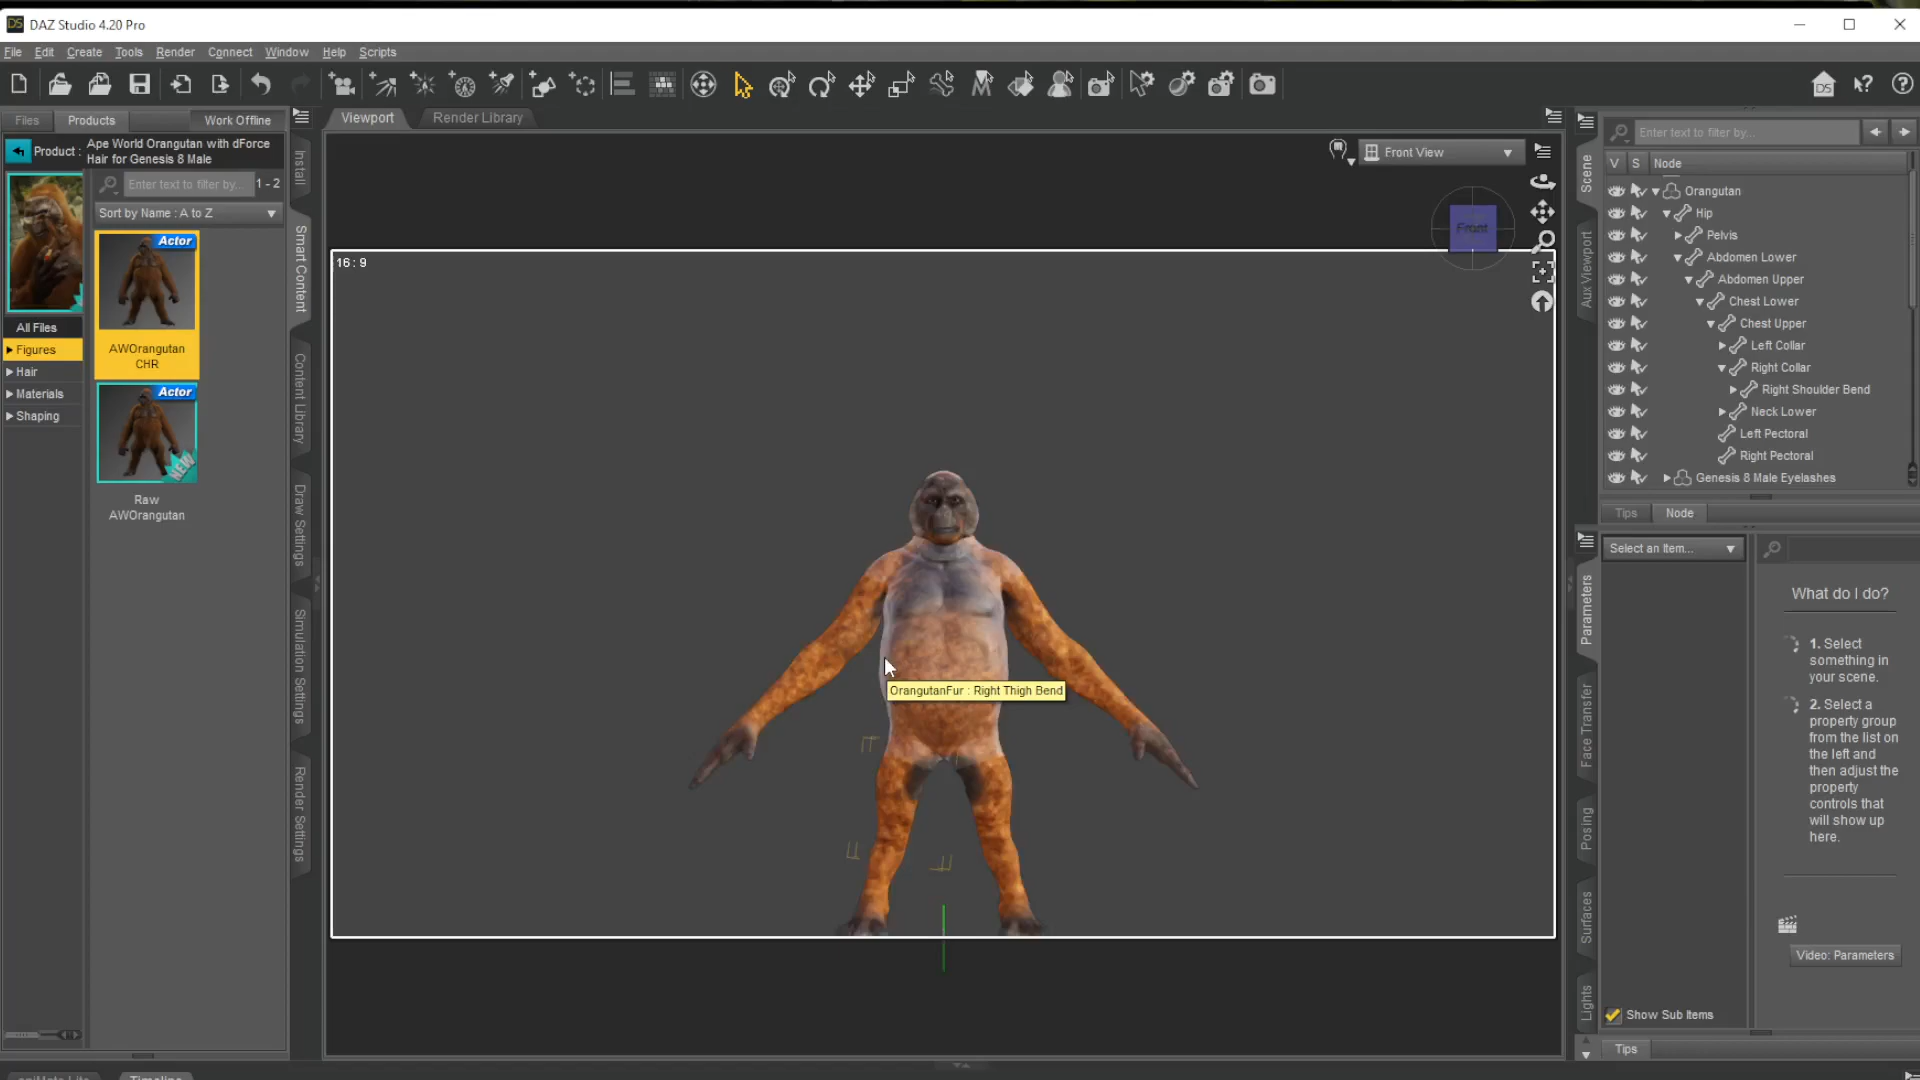 DAZ Studio 4.20 Pro
File Edit Create Tools Render Connect Window Help Scripts
Files Products Work Offline
Product : Ape World Orangutan with dForce
Hair for Genesis 8 Male
Enter text to filter by... 1 - 2
Sort by Name : A to Z
All Files
Figures
Hair
Materials
Shaping
Actor
AWOrangutan
CHR
Actor
NEW
Raw
AWOrangutan
Install
Smart Content
Content Library
Draw Settings
Simulation Settings
Render Settings
Viewport Render Library
Front View
Front
16 : 9
OrangutanFur : Right Thigh Bend
Scene
Aux Viewport
Enter text to filter by...
V S Node
Orangutan
Hip
Pelvis
Abdomen Lower
Abdomen Upper
Chest Lower
Chest Upper
Left Collar
Right Collar
Right Shoulder Bend
Neck Lower
Left Pectoral
Right Pectoral
Genesis 8 Male Eyelashes
Tips Node
Parameters
Face Transfer
Posing
Surfaces
Lights
Select an Item...
What do I do?
1. Select
something in
your scene.
2. Select a
property group
from the list on
the left and
then adjust the
property
controls that
will show up
here.
Video: Parameters
Show Sub Items
Tips
aniMate Lite Timeline